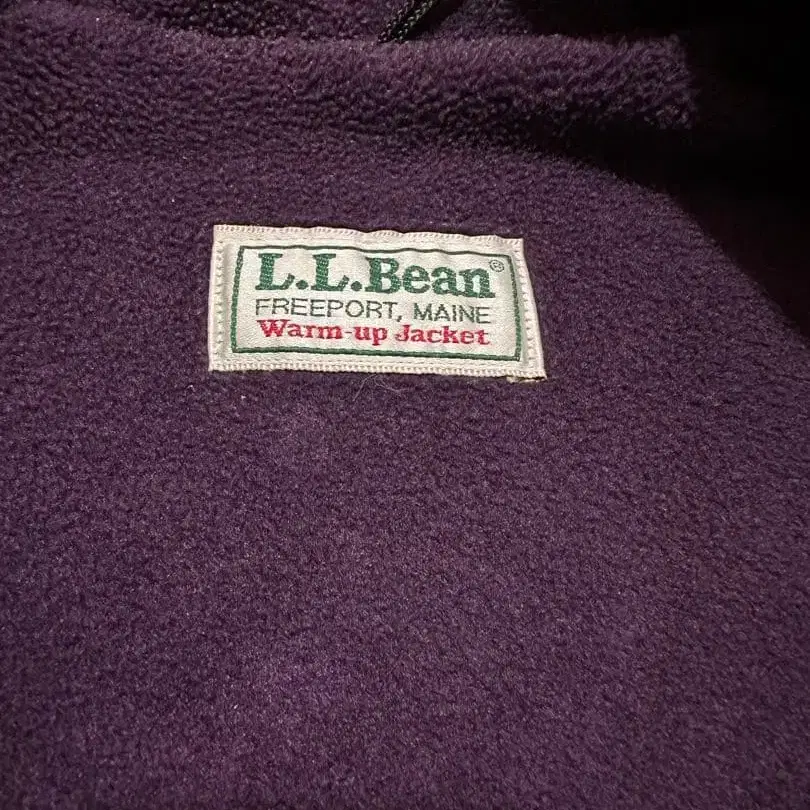 L.L.Bean®
FREEPORT, MAINE
Warm-up Jacket